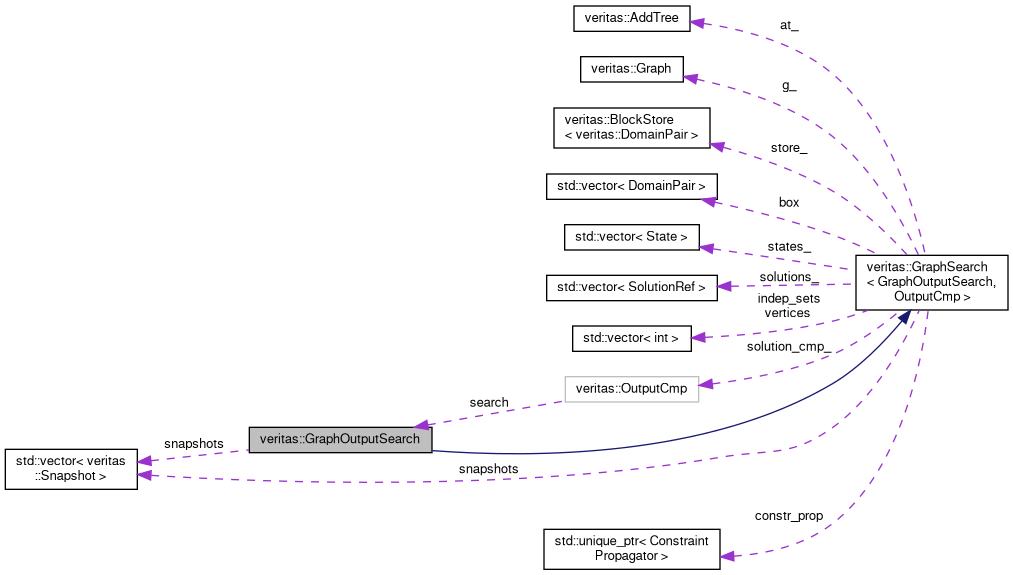 veritas::AddTree
at_
veritas::Graph
g_
veritas::BlockStore
< veritas::DomainPair >
store_
std::vector< DomainPair >
box
std::vector< State >
states_
veritas::GraphSearch
< GraphOutputSearch,
OutputCmp >
std::vector< SolutionRef >
solutions_
indep_sets
vertices
std::vector< int >
solution_cmp_
veritas::OutputCmp
search
veritas::GraphOutputSearch
snapshots
std::vector< veritas
::Snapshot >
snapshots
constr_prop
std::unique_ptr< Constraint
Propagator >